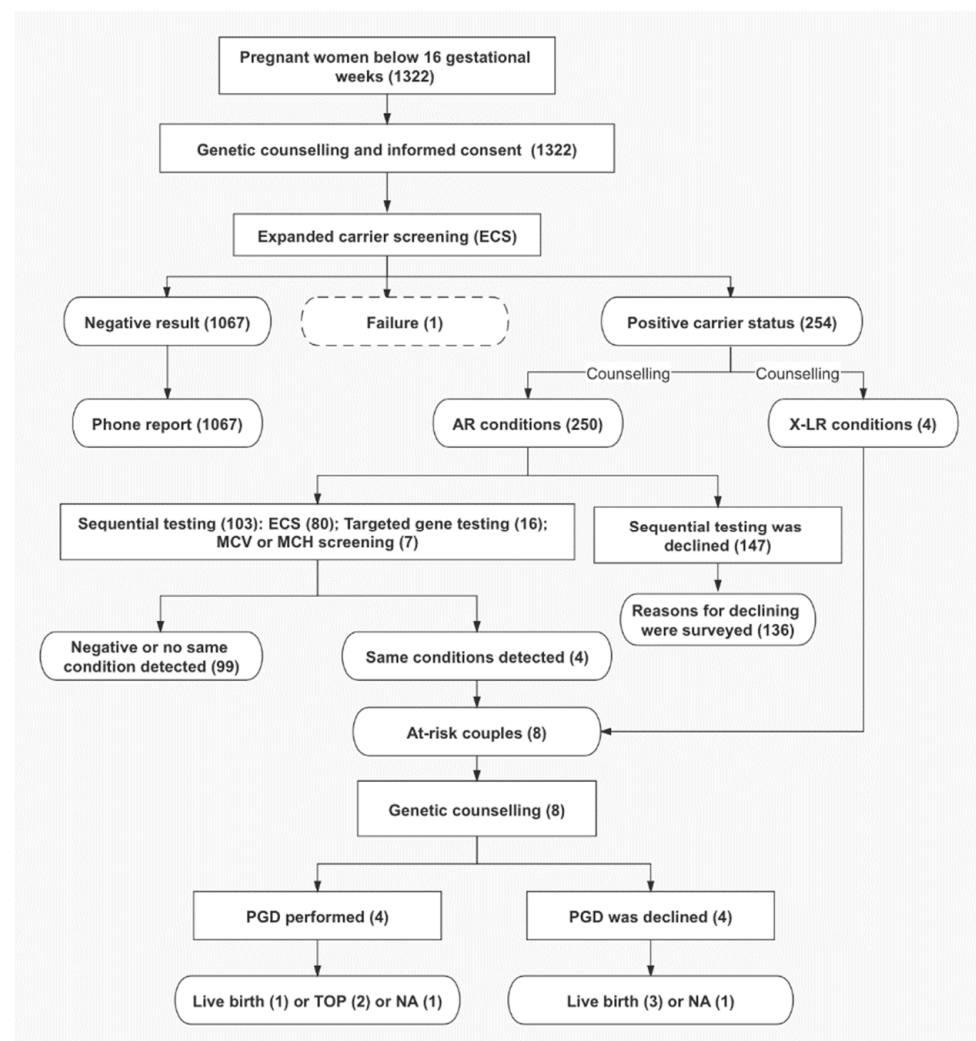 Pregnant women below 16 gestational
weeks (1322)
Genetic counselling and informed consent (1322)
Expanded carrier screening (ECS)
Negative result (1067)
Failure (1)
Positive carrier status (254)
Counselling
Counselling
Phone report (1067)
AR conditions (250)
X-LR conditions (4)
Sequential testing (103): ECS (80); Targeted gene testing (16);
MCV or MCH screening (7)
Sequential testing was
declined (147)
Reasons for declining
were surveyed (136)
Negative or no same
condition detected (99)
Same conditions detected (4)
At-risk couples (8)
Genetic counselling (8)
PGD performed (4)
PGD was declined (4)
Live birth (1) or TOP (2) or NA (1)
Live birth (3) or NA (1)